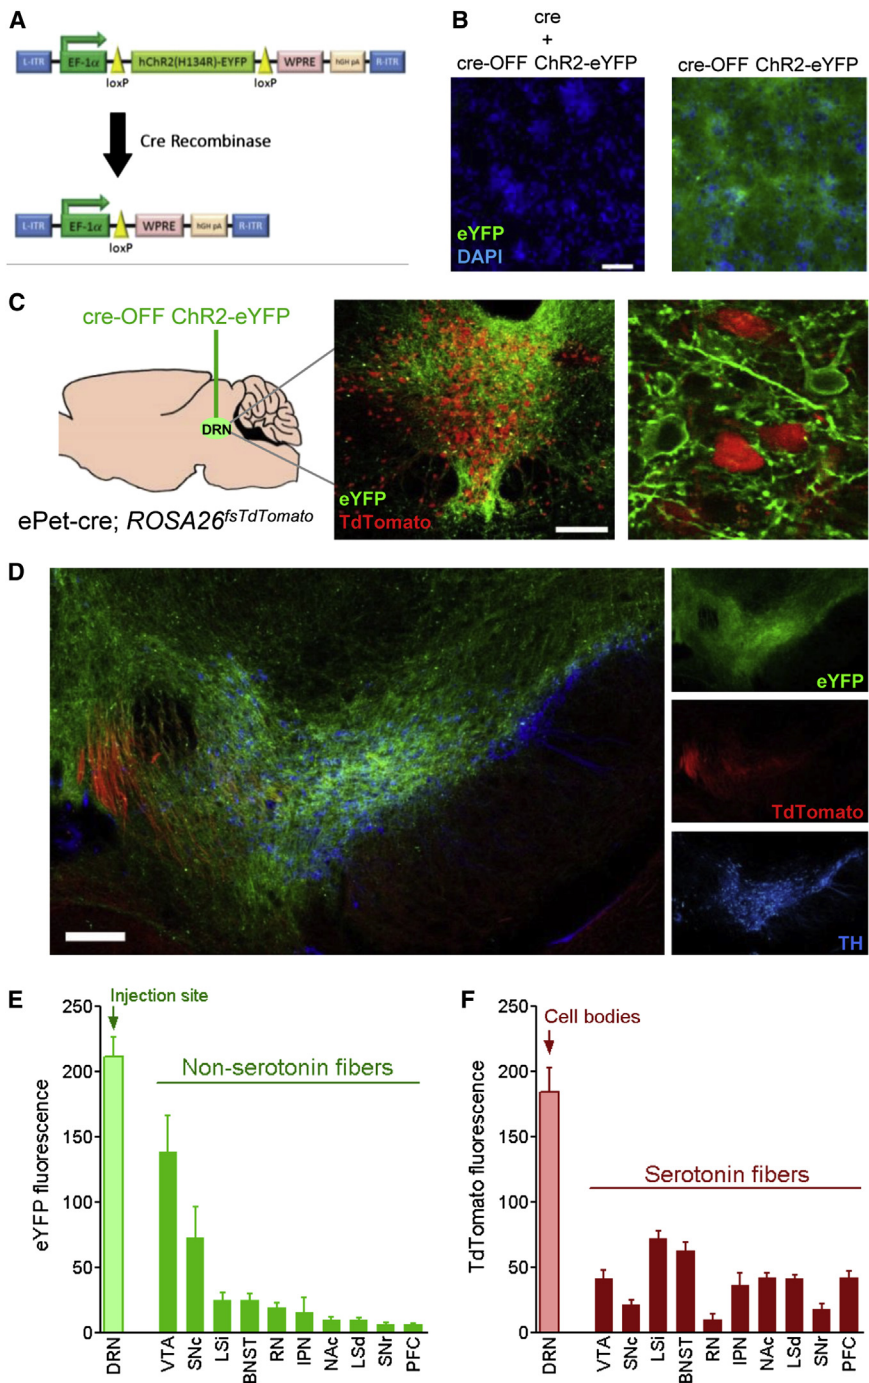 A
L-ITR EF-1α hChR2(H134R)-EYFP WPRE hGH pA R-ITR
loxP loxP
Cre Recombinase
L-ITR EF-1α WPRE hGH pA R-ITR
loxP
B
cre
+
cre-OFF ChR2-eYFP
cre-OFF ChR2-eYFP
eYFP
DAPI
C
cre-OFF ChR2-eYFP
DRN
ePet-cre; ROSA26fsTdTomato
eYFP
TdTomato
D
eYFP
TdTomato
TH
E
Injection site
Non-serotonin fibers
eYFP fluorescence
250
200
150
100
50
0
DRN VTA SNc LSi BNST RN IPN NAc LSd SNr PFC
F
Cell bodies
Serotonin fibers
TdTomato fluorescence
250
200
150
100
50
0
DRN VTA SNc LSi BNST RN IPN NAc LSd SNr PFC